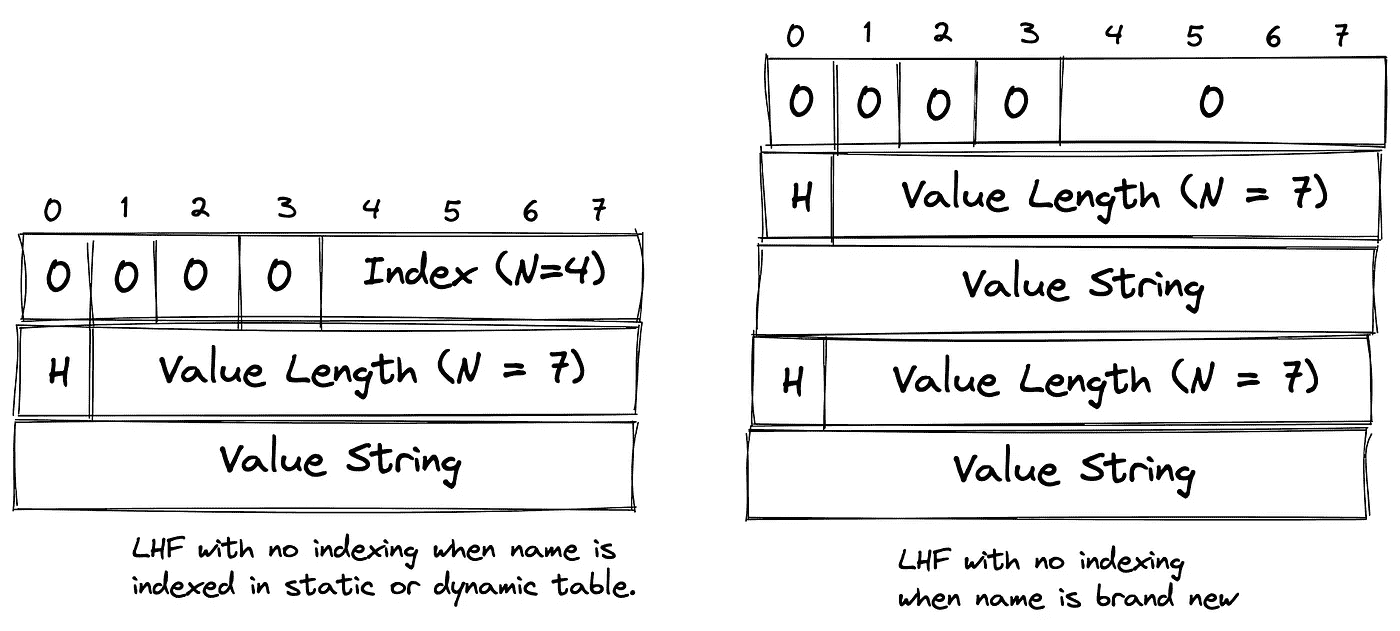 0 1 2 3 4 5 6 7
0 0 0 0 Index (N=4)
H Value Length (N = 7)
Value String
LHF with no indexing when name is
indexed in static or dynamic table.
0 1 2 3 4 5 6 7
0 0 0 0 0
H Value Length (N = 7)
Value String
H Value Length (N = 7)
Value String
LHF with no indexing
when name is brand new